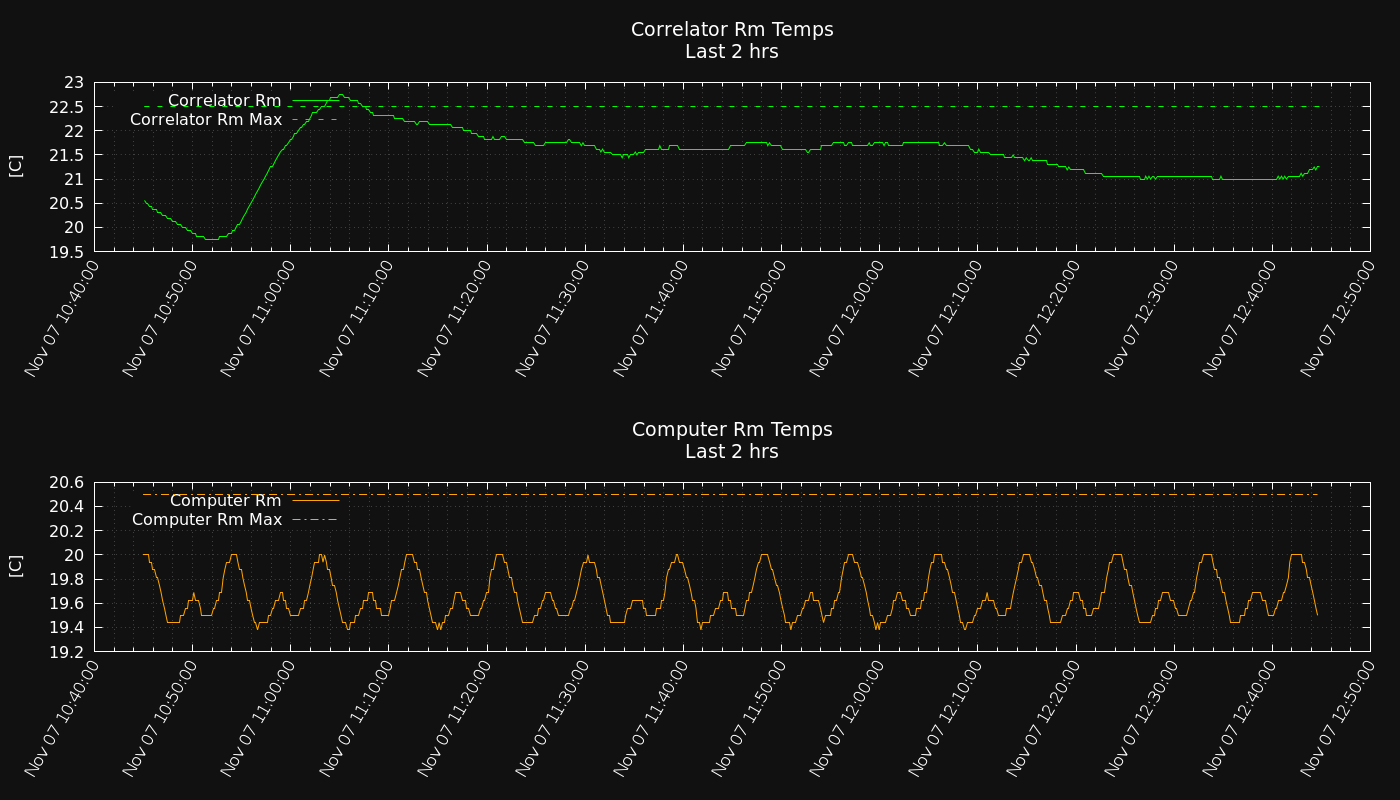 Correlator Rm Temps
Last 2 hrs
[C]
23
22.5
22
21.5
21
20.5
20
19.5
Correlator Rm
Correlator Rm Max
Nov 07 10:40:00
Nov 07 10:50:00
Nov 07 11:00:00
Nov 07 11:10:00
Nov 07 11:20:00
Nov 07 11:30:00
Nov 07 11:40:00
Nov 07 11:50:00
Nov 07 12:00:00
Nov 07 12:10:00
Nov 07 12:20:00
Nov 07 12:30:00
Nov 07 12:40:00
Nov 07 12:50:00
Computer Rm Temps
Last 2 hrs
[C]
20.6
20.4
20.2
20
19.8
19.6
19.4
19.2
Computer Rm
Computer Rm Max
Nov 07 10:40:00
Nov 07 10:50:00
Nov 07 11:00:00
Nov 07 11:10:00
Nov 07 11:20:00
Nov 07 11:30:00
Nov 07 11:40:00
Nov 07 11:50:00
Nov 07 12:00:00
Nov 07 12:10:00
Nov 07 12:20:00
Nov 07 12:30:00
Nov 07 12:40:00
Nov 07 12:50:00